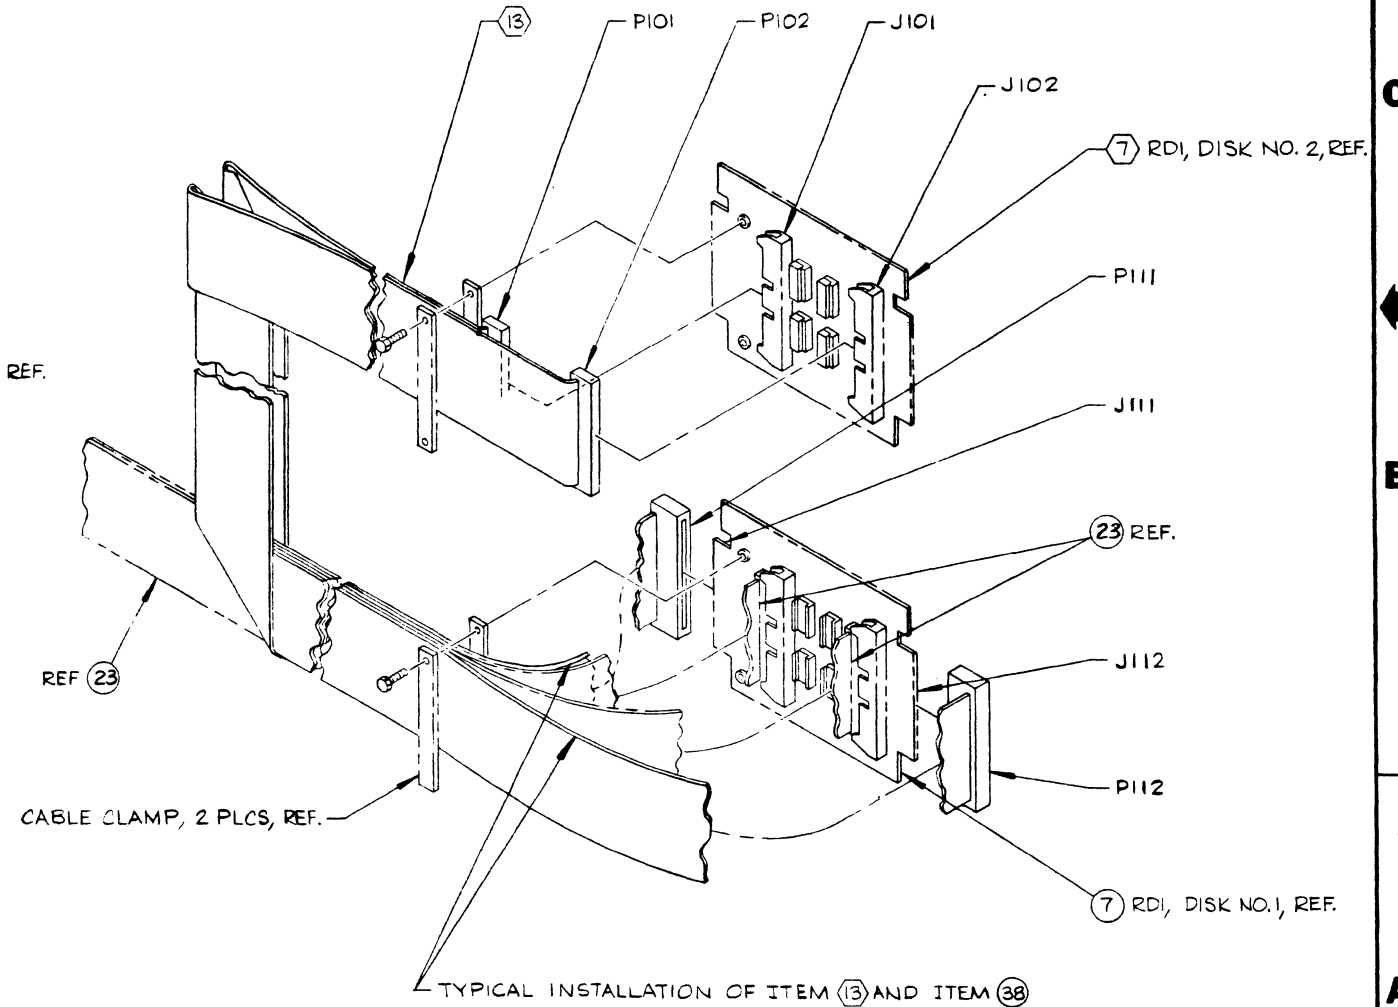 13
P101
P102
J101
J102
7 RDI, DISK NO. 2, REF.
P111
REF.
J111
23 REF.
REF 23
J112
P112
CABLE CLAMP, 2 PLCS, REF.
7 RDI, DISK NO. 1, REF.
TYPICAL INSTALLATION OF ITEM 13 AND ITEM 38